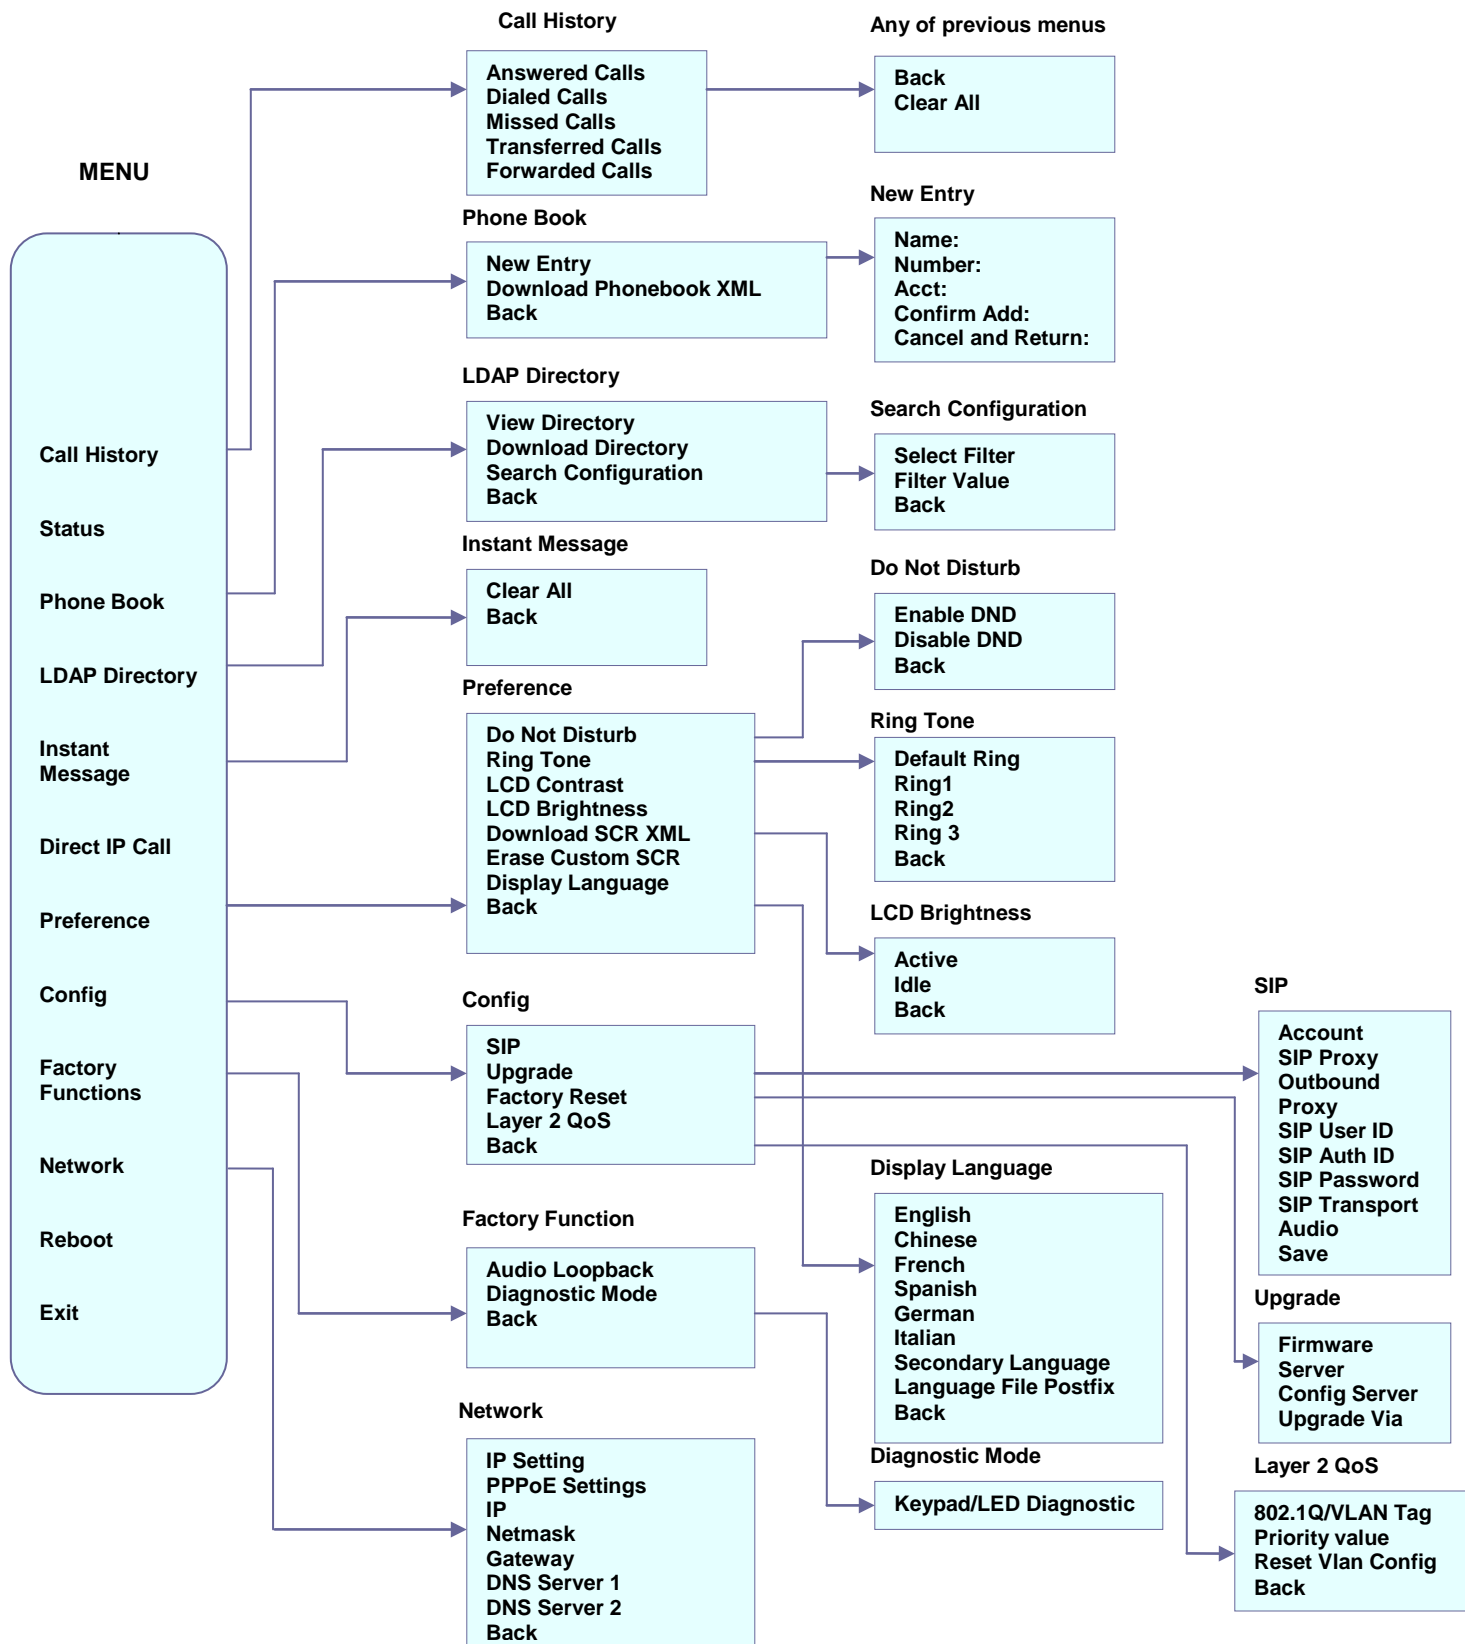 MENU
Call History
Status
Phone Book
LDAP Directory
Instant
Message
Direct IP Call
Preference
Config
Factory
Functions
Network
Reboot
Exit
Call History
Answered Calls
Dialed Calls
Missed Calls
Transferred Calls
Forwarded Calls
Any of previous menus
Back
Clear All
Phone Book
New Entry
Download Phonebook XML
Back
New Entry
Name:
Number:
Acct:
Confirm Add:
Cancel and Return:
LDAP Directory
View Directory
Download Directory
Search Configuration
Back
Search Configuration
Select Filter
Filter Value
Back
Instant Message
Clear All
Back
Preference
Do Not Disturb
Ring Tone
LCD Contrast
LCD Brightness
Download SCR XML
Erase Custom SCR
Display Language
Back
Do Not Disturb
Enable DND
Disable DND
Back
Ring Tone
Default Ring
Ring1
Ring2
Ring 3
Back
LCD Brightness
Active
Idle
Back
Config
SIP
Upgrade
Factory Reset
Layer 2 QoS
Back
SIP
Account
SIP Proxy
Outbound
Proxy
SIP User ID
SIP Auth ID
SIP Password
SIP Transport
Audio
Save
Display Language
English
Chinese
French
Spanish
German
Italian
Secondary Language
Language File Postfix
Back
Upgrade
Firmware
Server
Config Server
Upgrade Via
Factory Function
Audio Loopback
Diagnostic Mode
Back
Diagnostic Mode
Keypad/LED Diagnostic
Layer 2 QoS
802.1Q/VLAN Tag
Priority value
Reset Vlan Config
Back
Network
IP Setting
PPPoE Settings
IP
Netmask
Gateway
DNS Server 1
DNS Server 2
Back